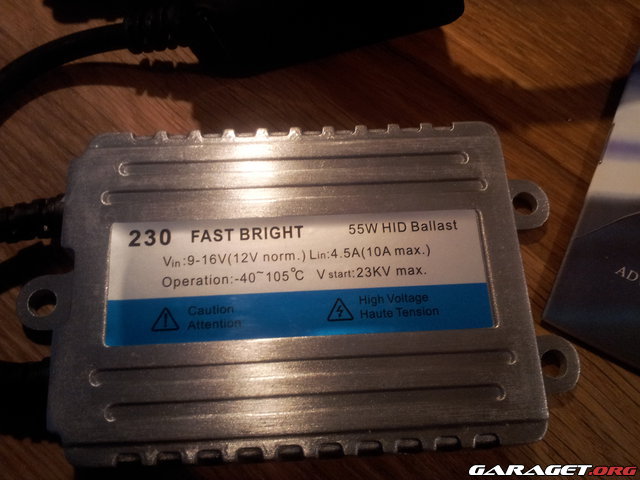 230 FAST BRIGHT 55W HID Ballast
Vin:9-16V(12V norm.) Lin:4.5A(10A max.)
Operation:-40~105°C V start:23KV max.
Caution
Attention
High Voltage
Haute Tension
AD
GARAGET.ORG